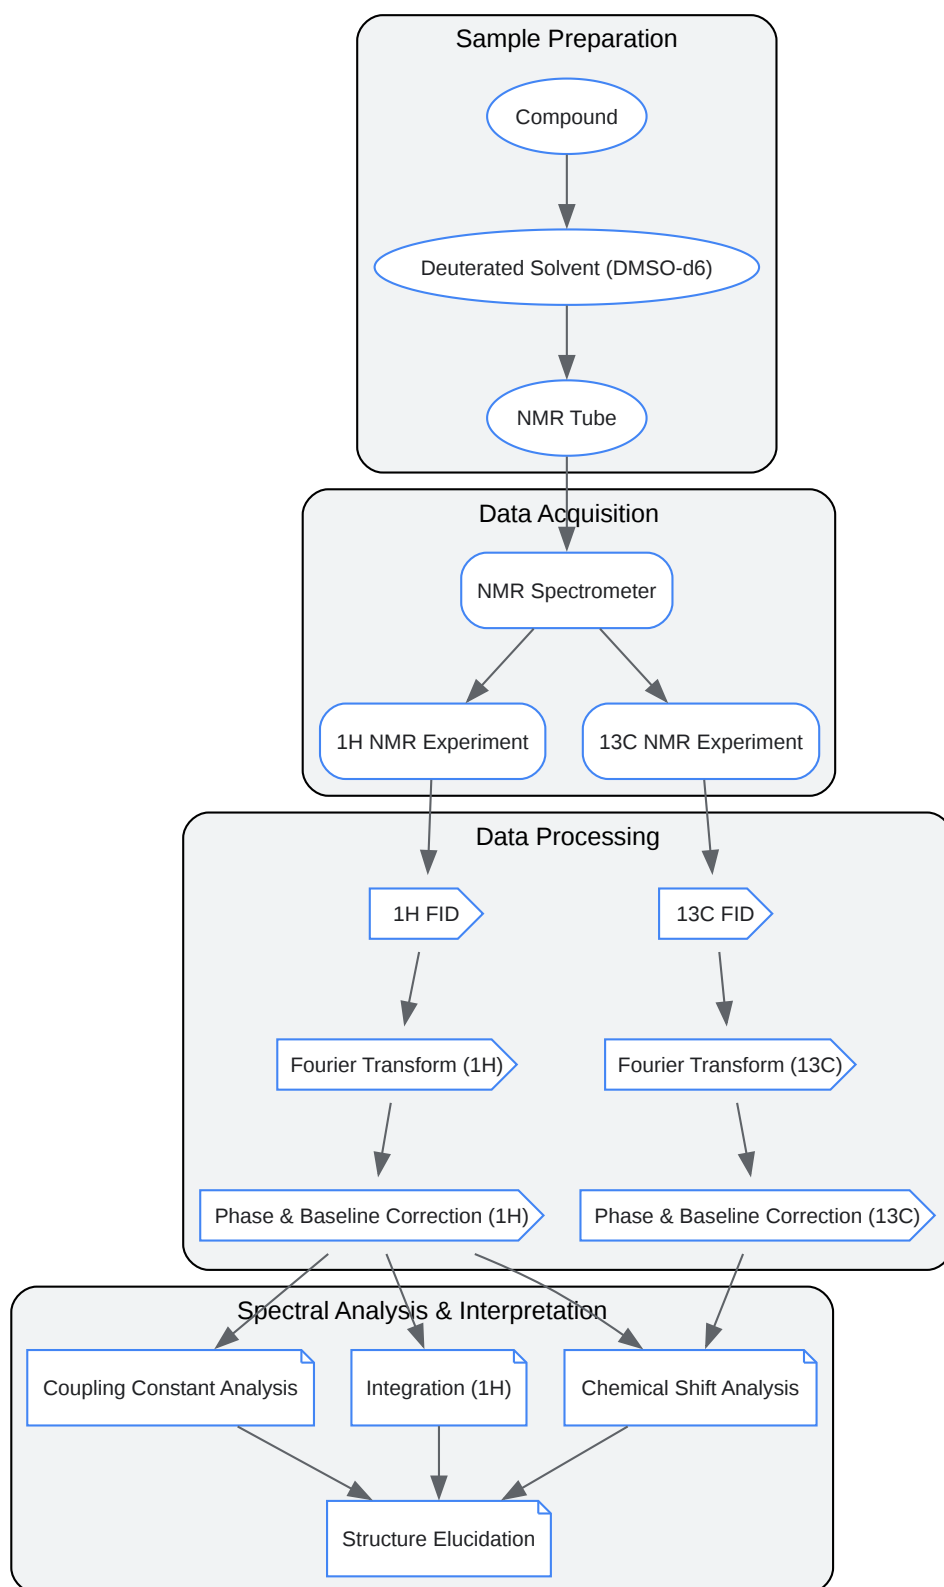 Sample Preparation
Compound
Deuterated Solvent (DMSO-d6)
NMR Tube
Data Acquisition
NMR Spectrometer
1H NMR Experiment
13C NMR Experiment
Data Processing
1H FID
13C FID
Fourier Transform (1H)
Fourier Transform (13C)
Phase & Baseline Correction (1H)
Phase & Baseline Correction (13C)
Spectral Analysis & Interpretation
Coupling Constant Analysis
Integration (1H)
Chemical Shift Analysis
Structure Elucidation